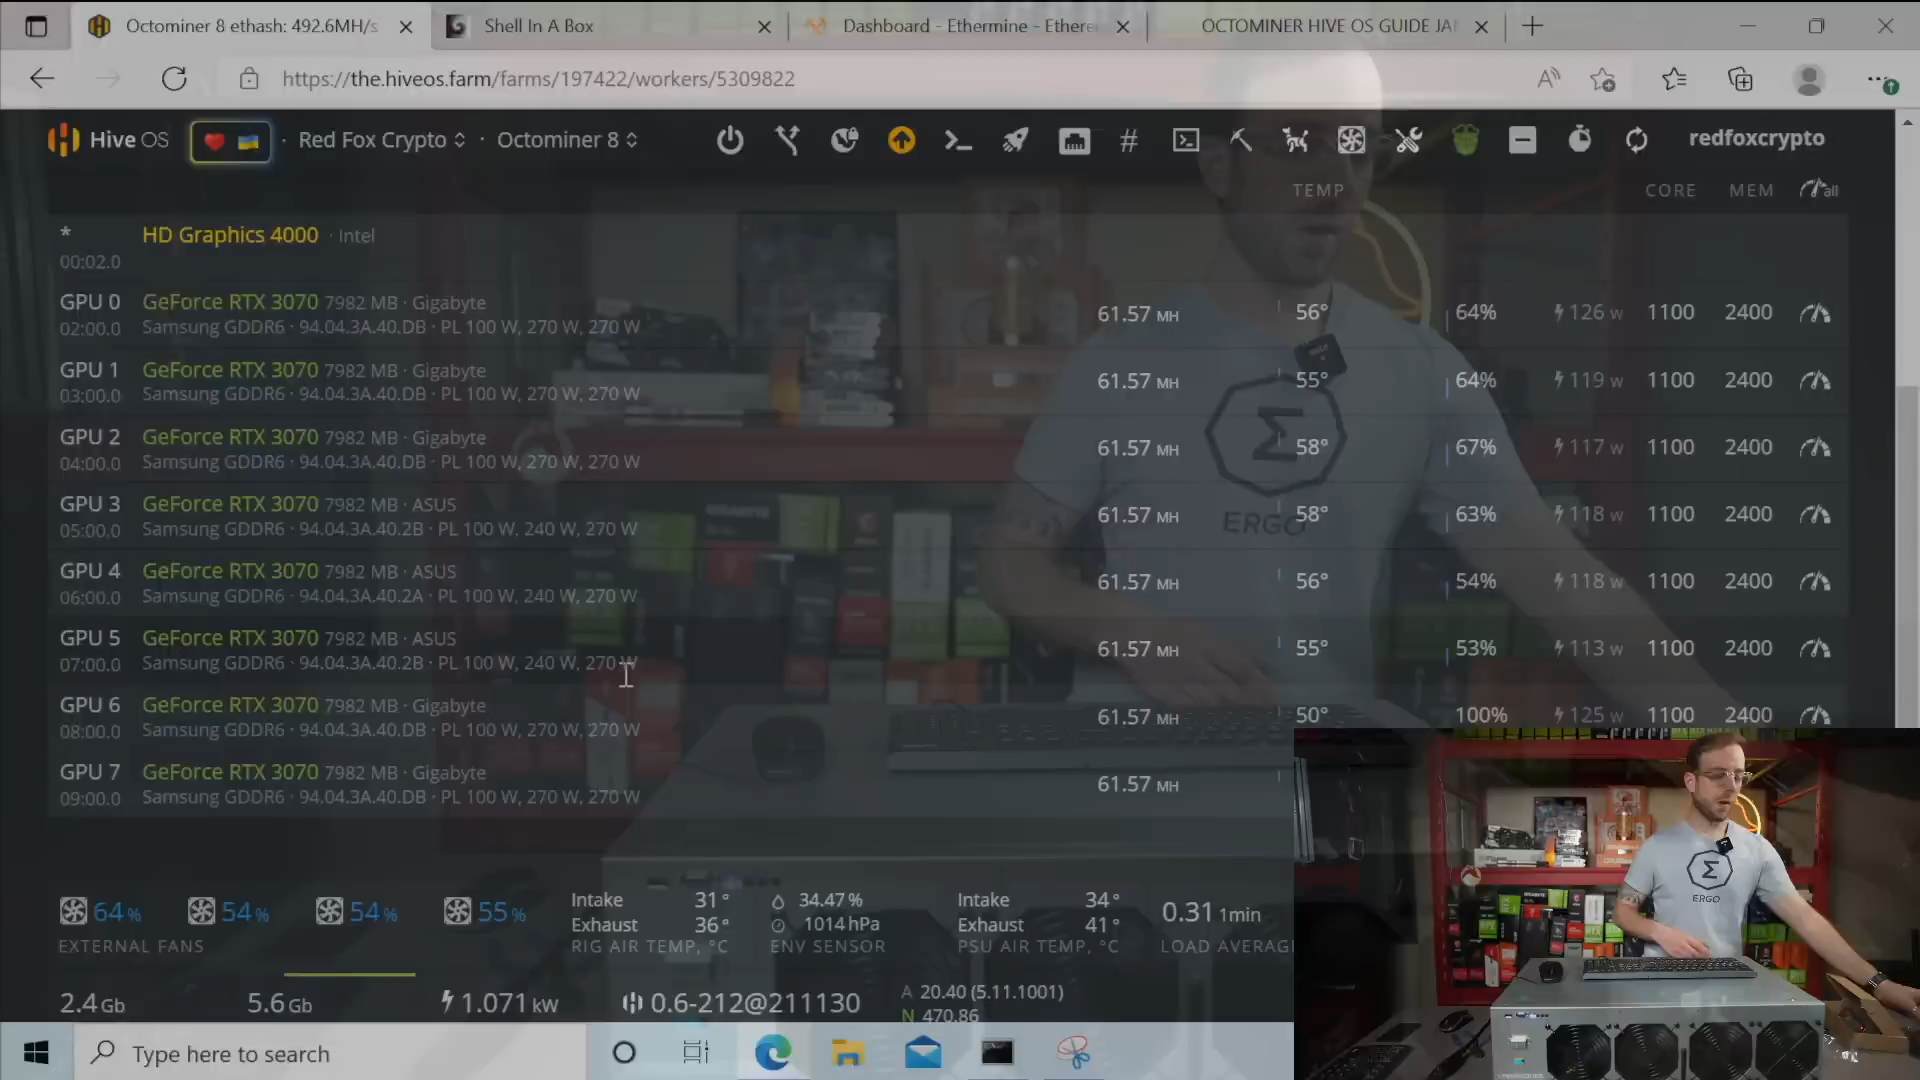 Octominer 8 ethash: 492.6MH/s
Shell In A Box
Dashboard - Ethermine - Ethere
OCTOMINER HIVE OS GUIDE JA
https://the.hiveos.farm/farms/197422/workers/5309822
Hive OS
Red Fox Crypto
Octominer 8
redfoxcrypto
TEMP CORE MEM all
* HD Graphics 4000 · Intel
00:02.0
GPU 0 GeForce RTX 3070 7982 MB · Gigabyte
02:00.0 Samsung GDDR6 · 94.04.3A.40.DB · PL 100 W, 270 W, 270 W
61.57 MH 56° 64% 126 W 1100 2400
GPU 1 GeForce RTX 3070 7982 MB · Gigabyte
03:00.0 Samsung GDDR6 · 94.04.3A.40.DB · PL 100 W, 270 W, 270 W
61.57 MH 55° 64% 119 W 1100 2400
GPU 2 GeForce RTX 3070 7982 MB · Gigabyte
04:00.0 Samsung GDDR6 · 94.04.3A.40.DB · PL 100 W, 270 W, 270 W
61.57 MH 58° 67% 117 W 1100 2400
GPU 3 GeForce RTX 3070 7982 MB · ASUS
05:00.0 Samsung GDDR6 · 94.04.3A.40.2B · PL 100 W, 240 W, 270 W
61.57 MH 58° 63% 118 W 1100 2400
GPU 4 GeForce RTX 3070 7982 MB · ASUS
06:00.0 Samsung GDDR6 · 94.04.3A.40.2A · PL 100 W, 240 W, 270 W
61.57 MH 56° 54% 118 W 1100 2400
GPU 5 GeForce RTX 3070 7982 MB · ASUS
07:00.0 Samsung GDDR6 · 94.04.3A.40.2B · PL 100 W, 240 W, 270 W
61.57 MH 55° 53% 113 W 1100 2400
GPU 6 GeForce RTX 3070 7982 MB · Gigabyte
08:00.0 Samsung GDDR6 · 94.04.3A.40.DB · PL 100 W, 270 W, 270 W
61.57 MH 50° 100% 125 W 1100 2400
GPU 7 GeForce RTX 3070 7982 MB · Gigabyte
09:00.0 Samsung GDDR6 · 94.04.3A.40.DB · PL 100 W, 270 W, 270 W
61.57 MH
Σ
ERGO
Σ
ERGO
64% 54% 54% 55%
EXTERNAL FANS
Intake 31°
Exhaust 36°
RIG AIR TEMP, °C
34.47%
1014 hPa
ENV SENSOR
Intake 34°
Exhaust 41°
PSU AIR TEMP, °C
0.31 1min
LOAD AVERAGE
2.4 Gb 5.6 Gb 1.071 kW 0.6-212@211130
A 20.40 (5.11.1001)
N 470.86
Type here to search